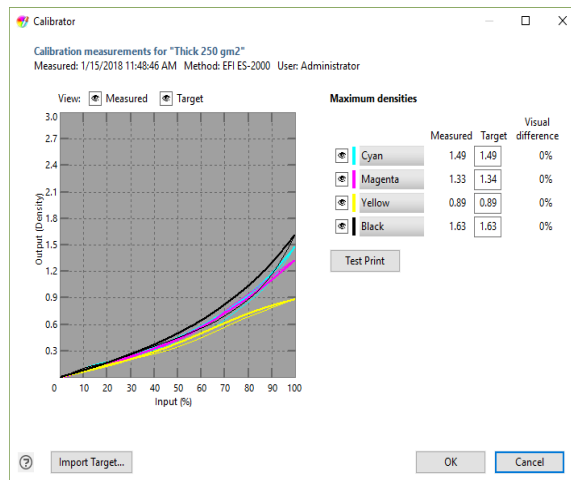 Calibrator
Calibration measurements for "Thick 250 gm2"
Measured: 1/15/2018 11:48:46 AM Method: EFI ES-2000 User: Administrator
View: Measured Target
Maximum densities
Measured Target Visual difference
Cyan 1.49 1.49 0%
Magenta 1.33 1.34 0%
Yellow 0.89 0.89 0%
Black 1.63 1.63 0%
Test Print
Output (Density)
3.0
2.7
2.4
2.1
1.8
1.5
1.2
0.9
0.6
0.3
0 10 20 30 40 50 60 70 80 90 100
Input (%)
? Import Target... OK Cancel